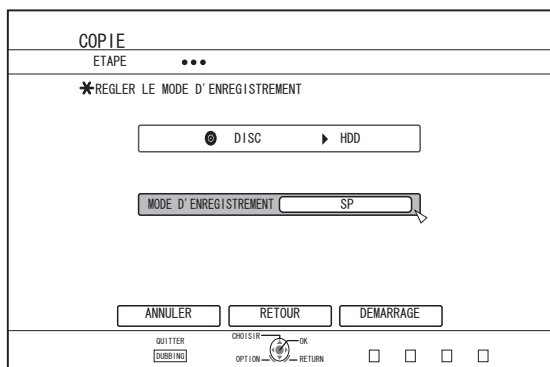 COPIE
ETAPE
REGLER LE MODE D'ENREGISTREMENT
DISC HDD
MODE D'ENREGISTREMENT SP
ANNULER RETOUR DEMARRAGE
QUITTER
DUBBING
CHOISIR OK
OPTION RETURN